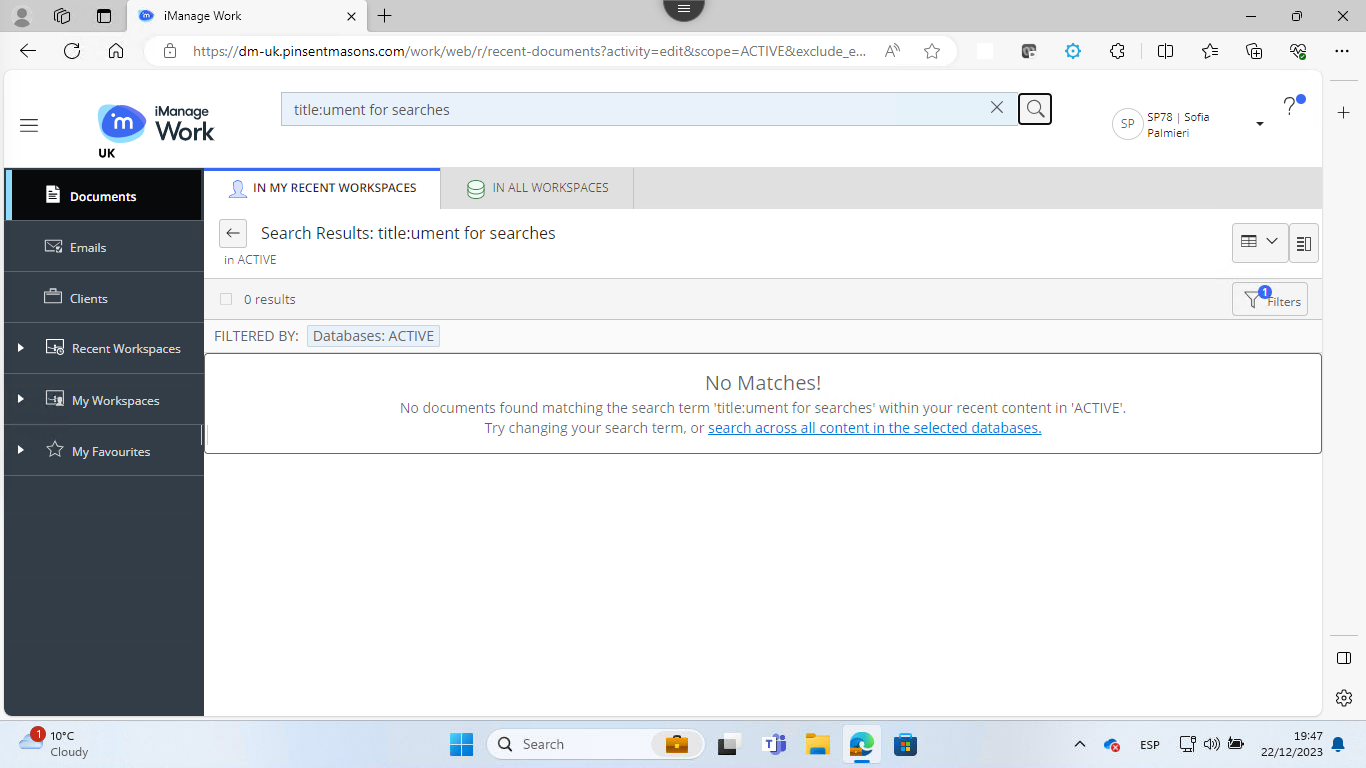 iManage Work
https://dm-uk.pinsentmasons.com/work/web/r/recent-documents?activity=edit&scope=ACTIVE&exclude_e...
iManage
Work
UK
title:ument for searches
SP
SP78 | Sofia
Palmieri
?
Documents
Emails
Clients
Recent Workspaces
My Workspaces
My Favourites
IN MY RECENT WORKSPACES
IN ALL WORKSPACES
Search Results: title:ument for searches
in ACTIVE
0 results
1
Filters
FILTERED BY: Databases: ACTIVE
No Matches!
No documents found matching the search term 'title:ument for searches' within your recent content in 'ACTIVE'.
Try changing your search term, or search across all content in the selected databases.
1
10°C
Cloudy
Search
ESP
19:47
22/12/2023